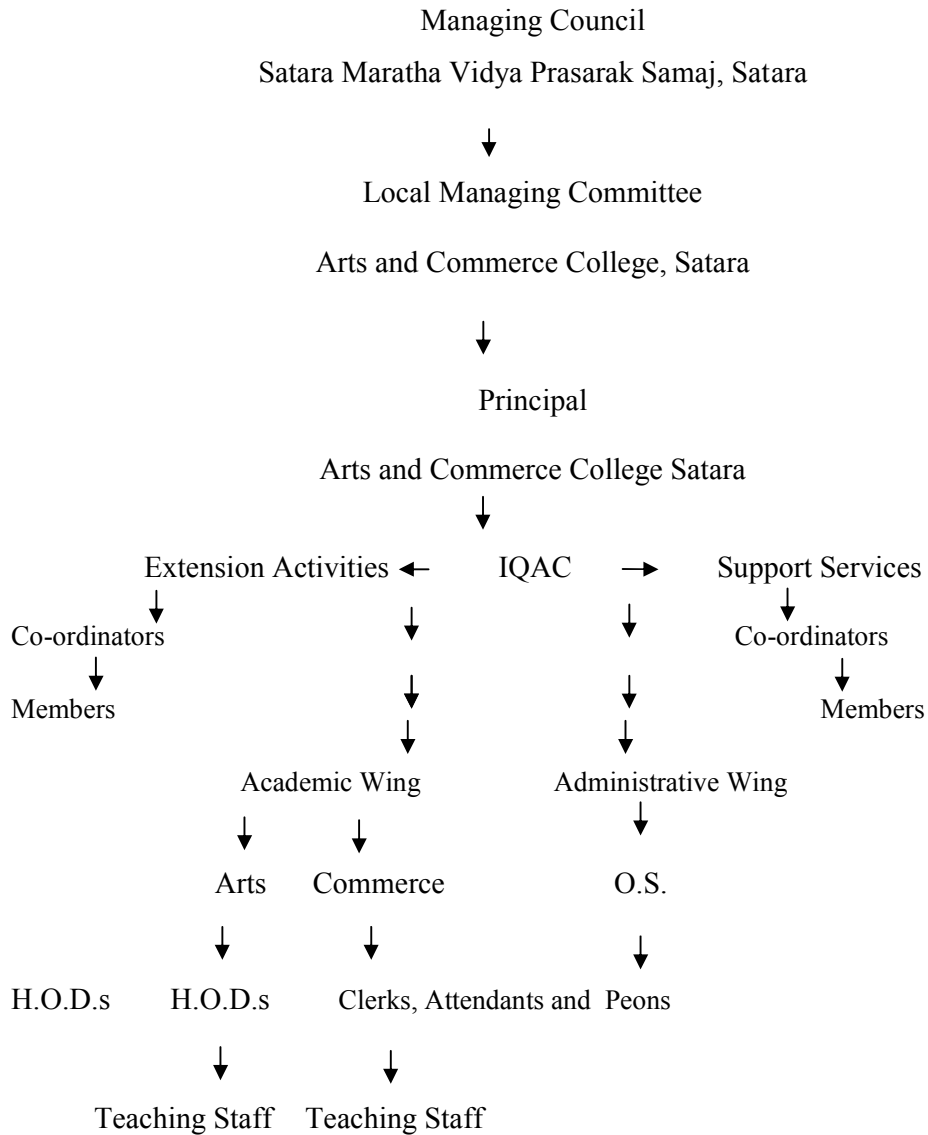 Managing Council
Satara Maratha Vidya Prasarak Samaj, Satara
Local Managing Committee
Arts and Commerce College, Satara
Principal
Arts and Commerce College Satara
Extension Activities IQAC Support Services
Co-ordinators Co-ordinators
Members Members
Academic Wing Administrative Wing
Arts Commerce O.S.
H.O.D.s H.O.D.s Clerks, Attendants and Peons
Teaching Staff Teaching Staff